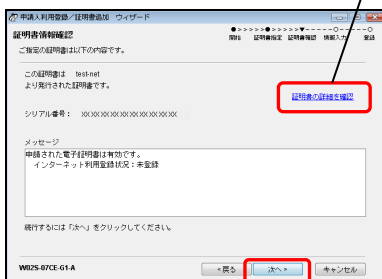 申請人利用登録／証明書追加 ウィザード
証明書情報確認
●>>>>>●>>>>>▼-----○-----○
開始 証明書指定 証明書確認 情報入力 登録
ご指定の証明書は以下の内容です。
この証明書は test-net
より発行された証明書です。
証明書の詳細を確認
シリアル番号： XXXXXXXXXXXXXXXXXXXX
メッセージ
申請された電子証明書は有効です。
インターネット利用登録状況：未登録
続行するには「次へ」をクリックしてください。
W02S-07CE-G1-A
<戻る
次へ>
キャンセル